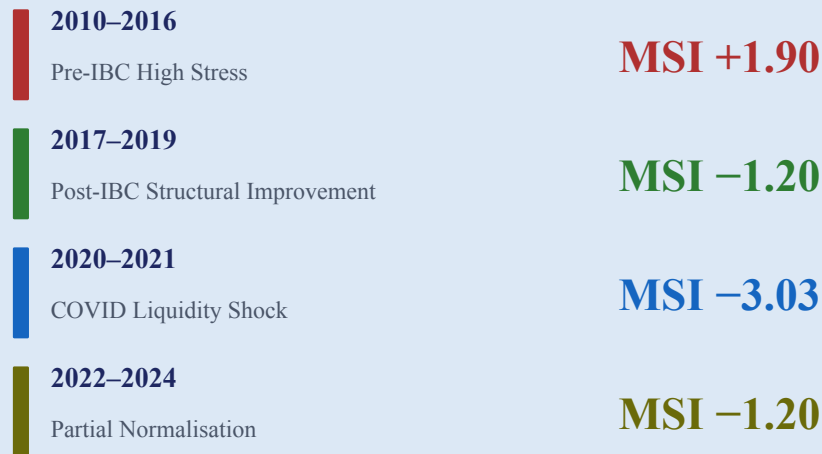 2010–2016
Pre-IBC High Stress
MSI +1.90
2017–2019
Post-IBC Structural Improvement
MSI −1.20
2020–2021
COVID Liquidity Shock
MSI −3.03
2022–2024
Partial Normalisation
MSI −1.20